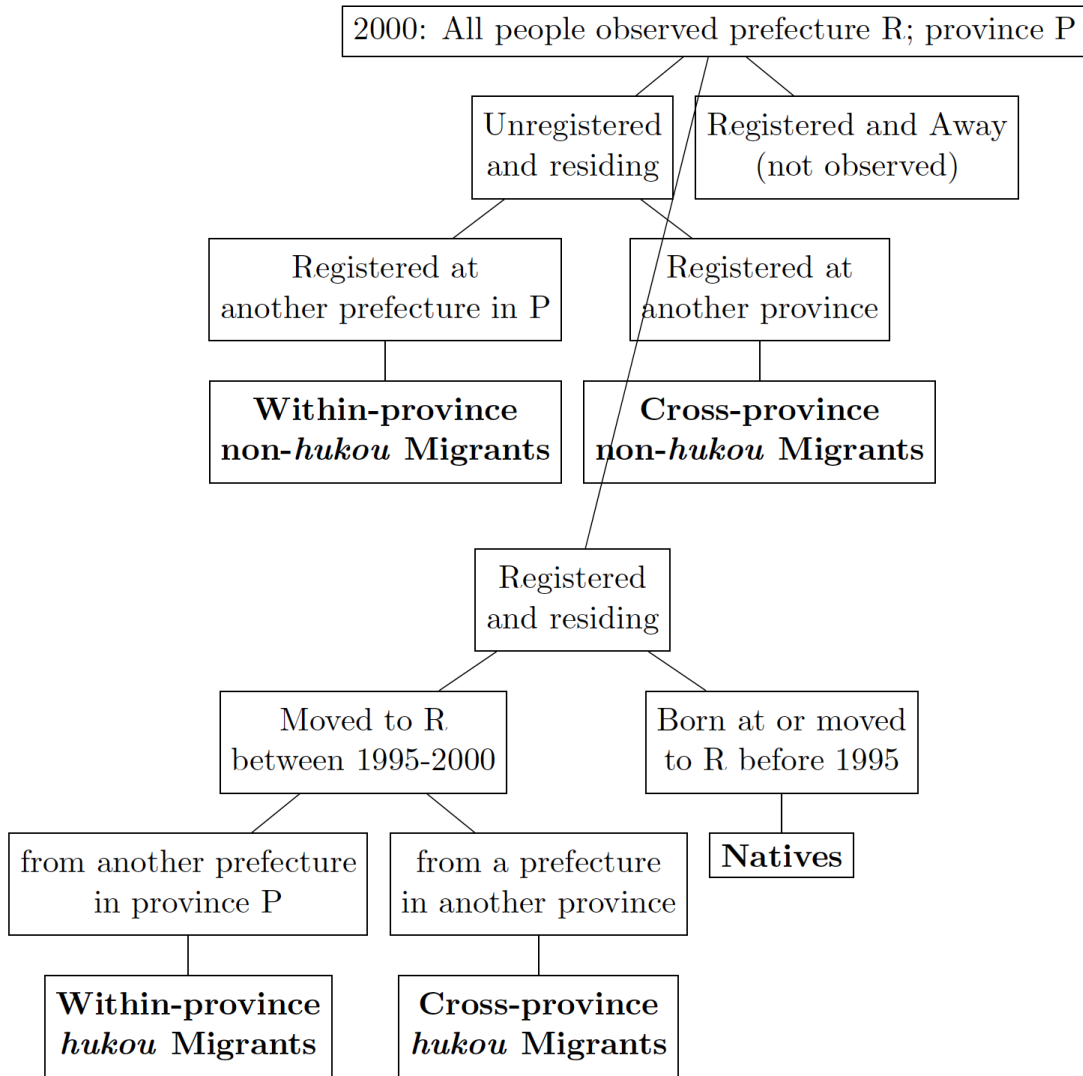 2000: All people observed prefecture R; province P
Unregistered
and residing
Registered and Away
(not observed)
Registered at
another prefecture in P
Registered at
another province
Within-province
non-hukou Migrants
Cross-province
non-hukou Migrants
Registered
and residing
Moved to R
between 1995-2000
Born at or moved
to R before 1995
from another prefecture
in province P
from a prefecture
in another province
Natives
Within-province
hukou Migrants
Cross-province
hukou Migrants